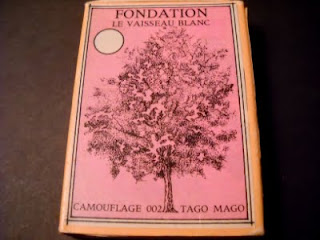 FONDATION
LE VAISSEAU BLANC
CAMOUFLAGE 002 TAGO MAGO